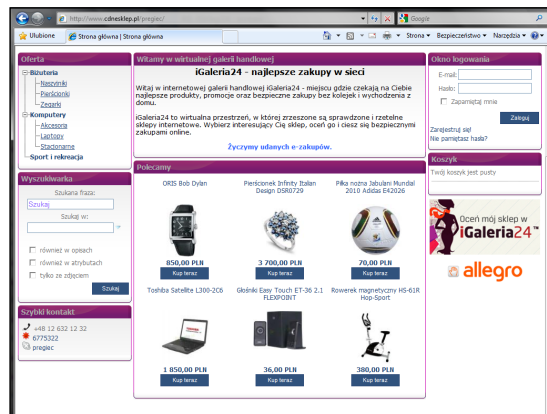 http://www.cdnesklep.pl/pregiec/
Google
Ulubione
Strona główna | Strona główna
Strona
Bezpieczeństwo
Narzędzia
Oferta
Biżuteria
Naszyjniki
Pierścionki
Zegarki
Komputery
Akcesoria
Laptopy
Stacjonarne
Sport i rekreacja
Wyszukiwarka
Szukana fraza:
Szukaj
Szukaj w:
również w opisach
również w atrybutach
tylko ze zdjęciem
Szukaj
Szybki kontakt
+48 12 632 12 32
6775322
pregiec
Witamy w wirtualnej galerii handlowej
iGaleria24 - najlepsze zakupy w sieci
Witaj w internetowej galerii handlowej iGaleria24 - miejscu gdzie czekają na Ciebie
najlepsze produkty, promocje oraz bezpieczne zakupy bez kolejek i wychodzenia z
domu.
iGaleria24 to wirtualna przestrzeń, w której zrzeszone są sprawdzone i rzetelne
sklepy internetowe. Wybierz interesujący Cię sklep, oceń go i ciesz się bezpiecznymi
zakupami online.
Życzymy udanych e-zakupów.
Polecamy
ORIS Bob Dylan
850,00 PLN
Kup teraz
Pierścionek Infinity Italian
Design DSR0729
3 700,00 PLN
Kup teraz
Piłka nożna Jabulani Mundial
2010 Adidas E42026
70,00 PLN
Kup teraz
Toshiba Satellite L300-2C6
1 850,00 PLN
Kup teraz
Głośniki Easy Touch ET-36 2.1
FLEXPOINT
36,00 PLN
Kup teraz
Rowerek magnetyczny HS-61R
Hop-Sport
380,00 PLN
Kup teraz
Okno logowania
E-mail:
Hasło:
Zapamiętaj mnie
Zaloguj
Zarejestruj się!
Nie pamiętasz hasła?
Koszyk
Twój koszyk jest pusty
Oceń mój sklep w
iGaleria24™
allegro